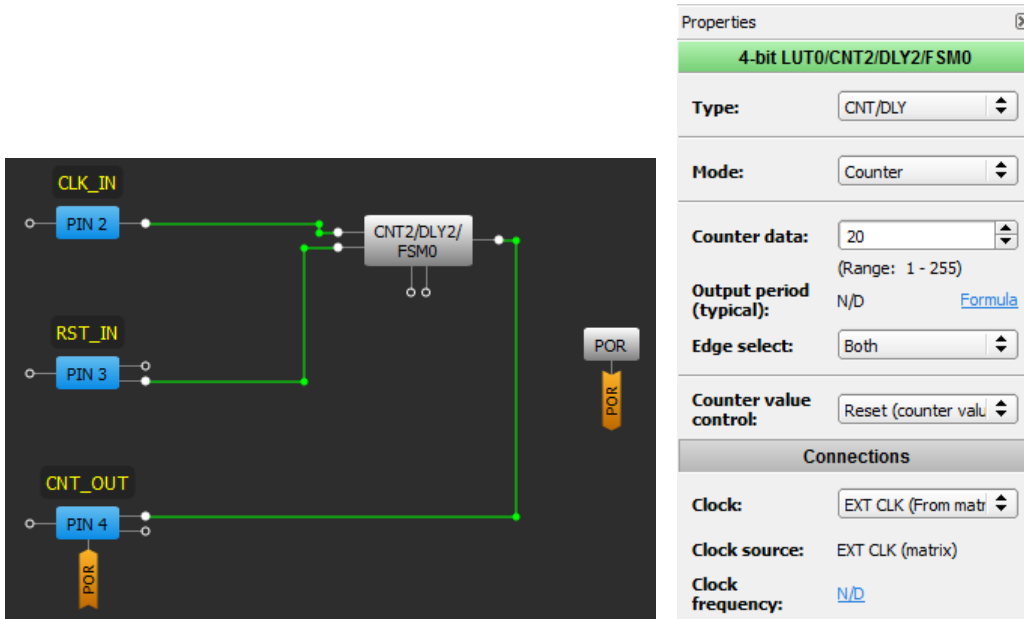 CLK_IN
PIN 2
CNT2/DLY2/
FSM0
RST_IN
PIN 3
POR
POR
CNT_OUT
PIN 4
POR
Properties
4-bit LUT0/CNT2/DLY2/FSM0
Type: CNT/DLY
Mode: Counter
Counter data: 20
(Range: 1 - 255)
Output period
(typical): N/D Formula
Edge select: Both
Counter value
control: Reset (counter valu
Connections
Clock: EXT CLK (From matr
Clock source: EXT CLK (matrix)
Clock
frequency: N/D